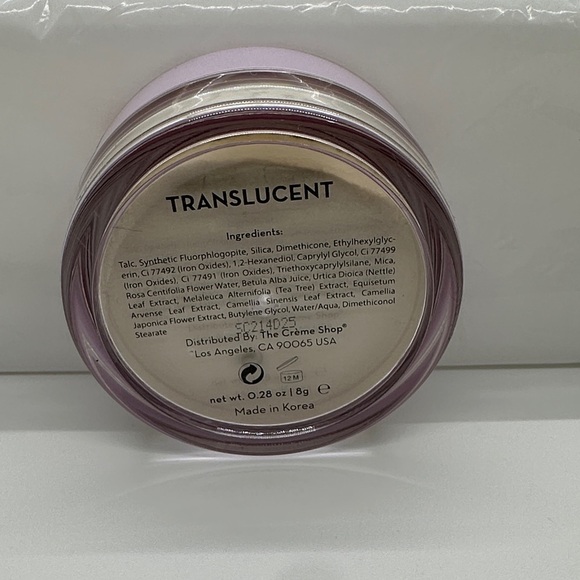 TRANSLUCENT
Ingredients:
Talc, Synthetic Fluorphlogopite, Silica, Dimethicone, Ethylhexylglyc-
erin, Ci 77492 (Iron Oxides), 1,2-Hexanediol, Caprylyl Glycol, Ci 77499
(Iron Oxides), Ci 77491 (Iron Oxides), Triethoxycaprylylsilane, Mica,
Rosa Centifolia Flower Water, Betula Alba Juice, Urtica Dioica (Nettle)
Leaf Extract, Metaleuca Alternifolia (Tea Tree) Extract, Equisetum
Arvense Leaf Extract, Camellia Sinensis Leaf Extract, Camellia
Japonica Flower Extract, Butylene Glycol, Water/Aqua, Dimethiconol
Stearate
SC214D25
Distributed By: The Crème Shop®
Los Angeles, CA 90065 USA
12 M
net wt. 0.28 oz | 8g e
Made in Korea